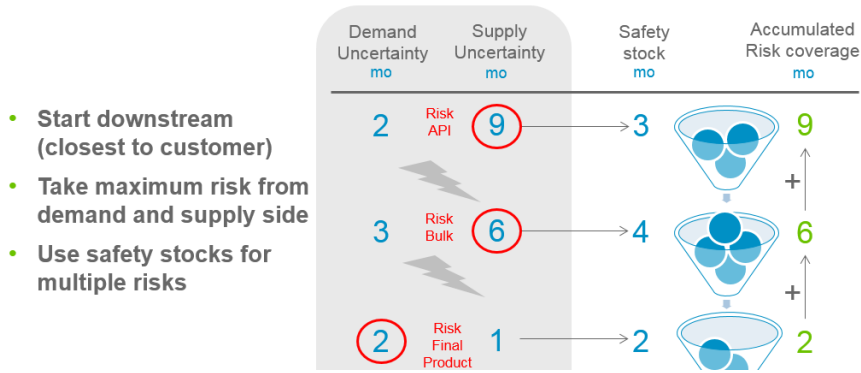 Demand Uncertainty mo
Supply Uncertainty mo
Safety stock mo
Accumulated Risk coverage mo
• Start downstream
(closest to customer)
• Take maximum risk from
demand and supply side
• Use safety stocks for
multiple risks
2 Risk API 9 3 9
+
3 Risk Bulk 6 4 6
+
2 Risk Final Product 1 2 2